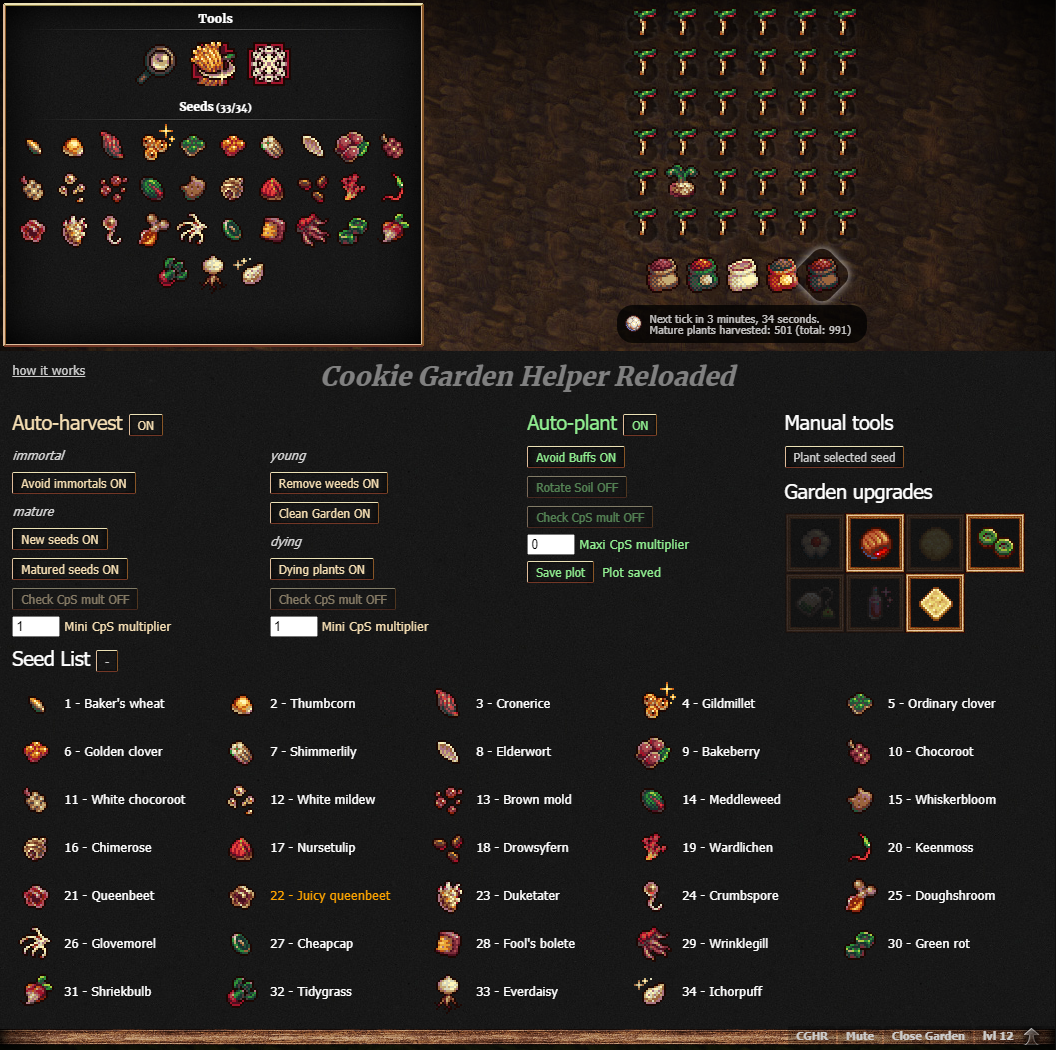 Tools
Seeds (33/34)
Next tick in 3 minutes, 34 seconds.
Mature plants harvested: 501 (total: 991)
how it works
Cookie Garden Helper Reloaded
Auto-harvest ON
immortal
Avoid immortals ON
mature
New seeds ON
Matured seeds ON
Check CpS mult OFF
1 Mini CpS multiplier
young
Remove weeds ON
Clean Garden ON
dying
Dying plants ON
Check CpS mult OFF
1 Mini CpS multiplier
Auto-plant ON
Avoid Buffs ON
Rotate Soil OFF
Check CpS mult OFF
0 Maxi CpS multiplier
Save plot Plot saved
Manual tools
Plant selected seed
Garden upgrades
Seed List -
1 - Baker's wheat
2 - Thumbcorn
3 - Cronerice
4 - Gildmillet
5 - Ordinary clover
6 - Golden clover
7 - Shimmerlily
8 - Elderwort
9 - Bakeberry
10 - Chocoroot
11 - White chocoroot
12 - White mildew
13 - Brown mold
14 - Meddleweed
15 - Whiskerbloom
16 - Chimerose
17 - Nursetulip
18 - Drowsyfern
19 - Wardlichen
20 - Keenmoss
21 - Queenbeet
22 - Juicy queenbeet
23 - Duketater
24 - Crumbspore
25 - Doughshroom
26 - Glovemorel
27 - Cheapcap
28 - Fool's bolete
29 - Wrinklegill
30 - Green rot
31 - Shriekbulb
32 - Tidygrass
33 - Everdaisy
34 - Ichorpuff
CGHR Mute Close Garden lvl 12